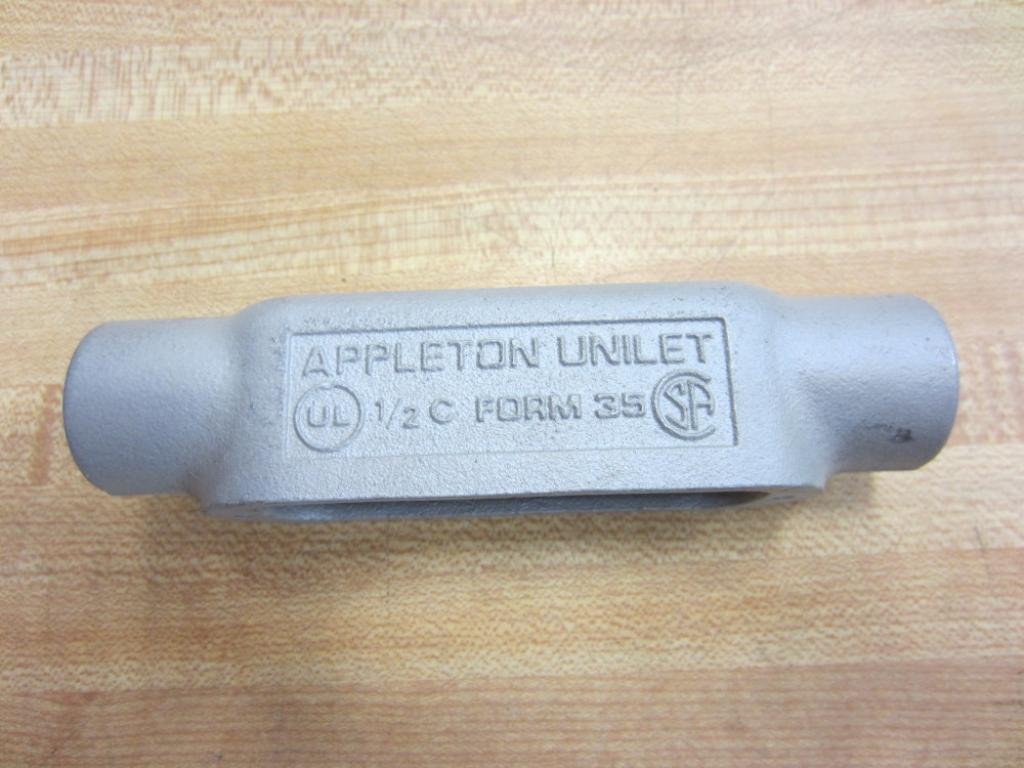 APPLETON UNILET
UL 1/2 C FORM 35 SA